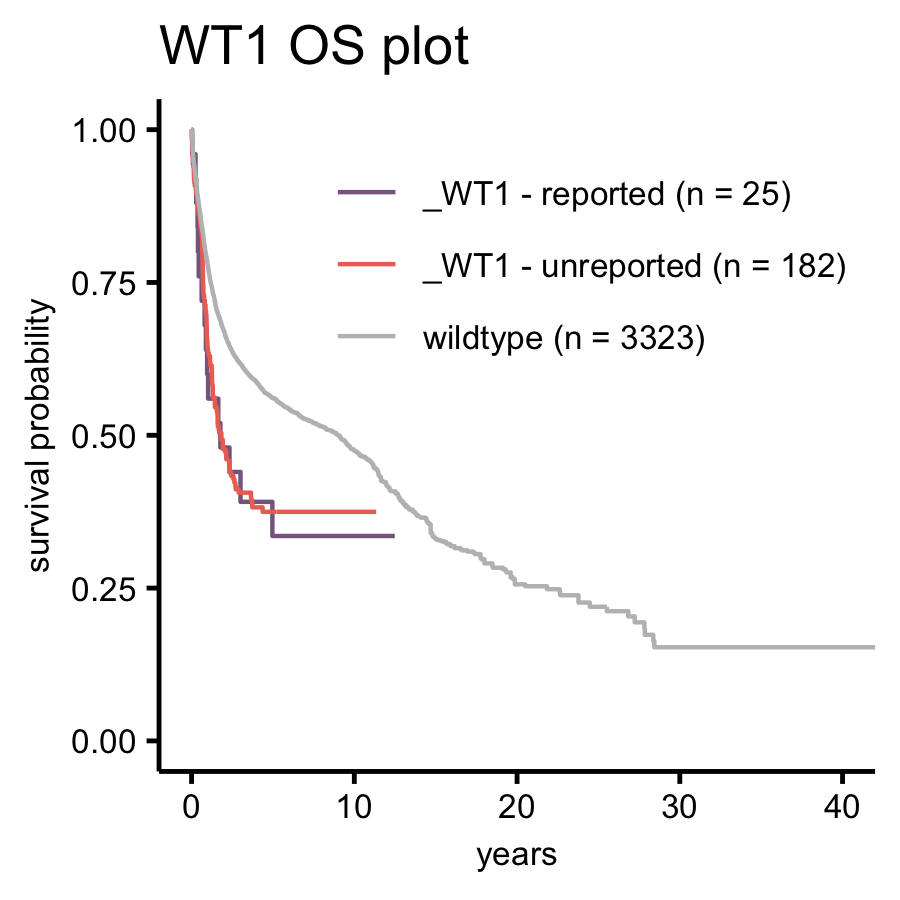 WT1 OS plot
1.00
0.75
0.50
0.25
0.00
survival probability
_WT1 - reported (n = 25)
_WT1 - unreported (n = 182)
wildtype (n = 3323)
0 10 20 30 40
years